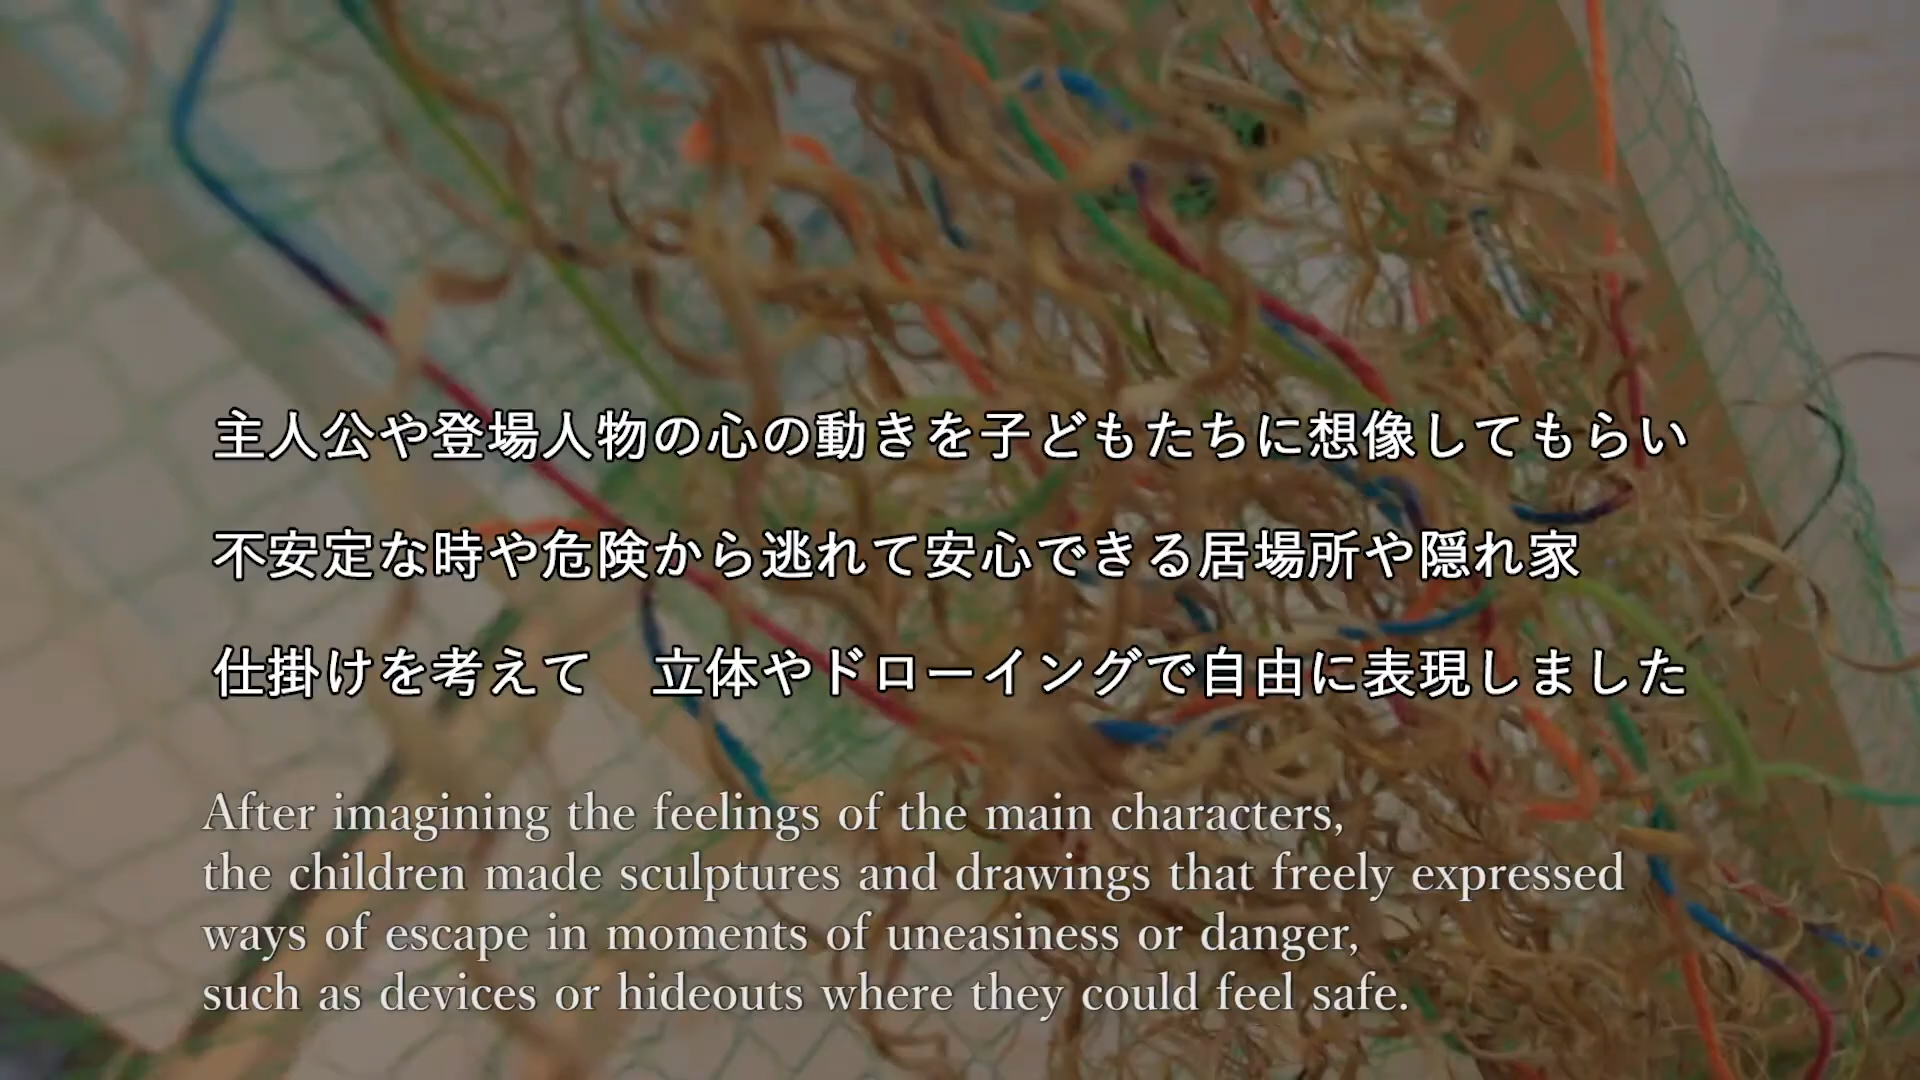 主人公や登場人物の心の動きを子どもたちに想像してもらい
不安定な時や危険から逃れて安心できる居場所や隠れ家
仕掛けを考えて　立体やドローイングで自由に表現しました
After imagining the feelings of the main characters,
the children made sculptures and drawings that freely expressed
ways of escape in moments of uneasiness or danger,
such as devices or hideouts where they could feel safe.